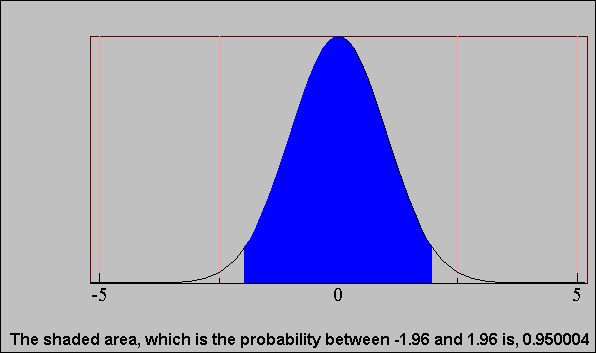 -5 0 5
The shaded area, which is the probability between -1.96 and 1.96 is, 0.950004